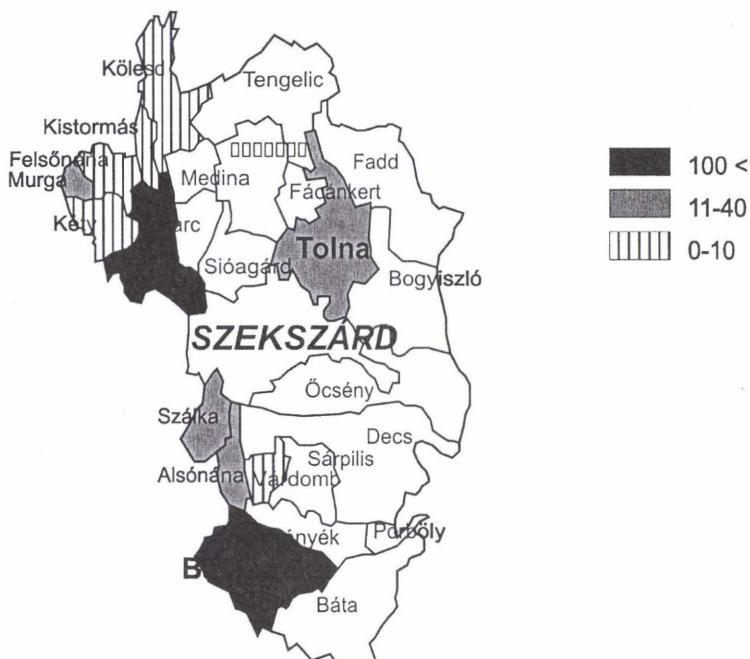 Kölesd
Tengelic
Kistormás
Felsőnána
Murga
Medina
Fadd
Fácánkert
Kéty
Tolna
Sióagárd
Bogyiszló
SZEKSZÁRD
Őcsény
Szálka
Decs
Sárpilis
Alsónána
Várdomb
Pörböly
Báta
100 <
11-40
0-10